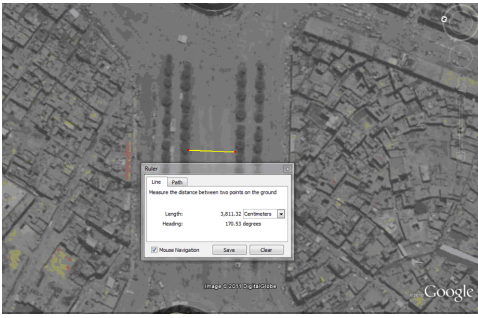 Ruler
Line Path
Measure the distance between two points on the ground
Length: 3,811.32 Centimeters
Heading: 170.53 degrees
Mouse Navigation Save Clear
Image © 2011 DigitalGlobe
Google